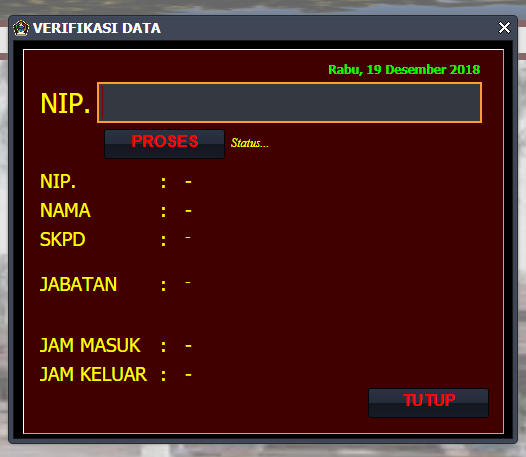 VERIFIKASI DATA
Rabu, 19 Desember 2018
NIP.
PROSES Status...
NIP. : -
NAMA : -
SKPD : -
JABATAN : -
JAM MASUK : -
JAM KELUAR : -
TUTUP